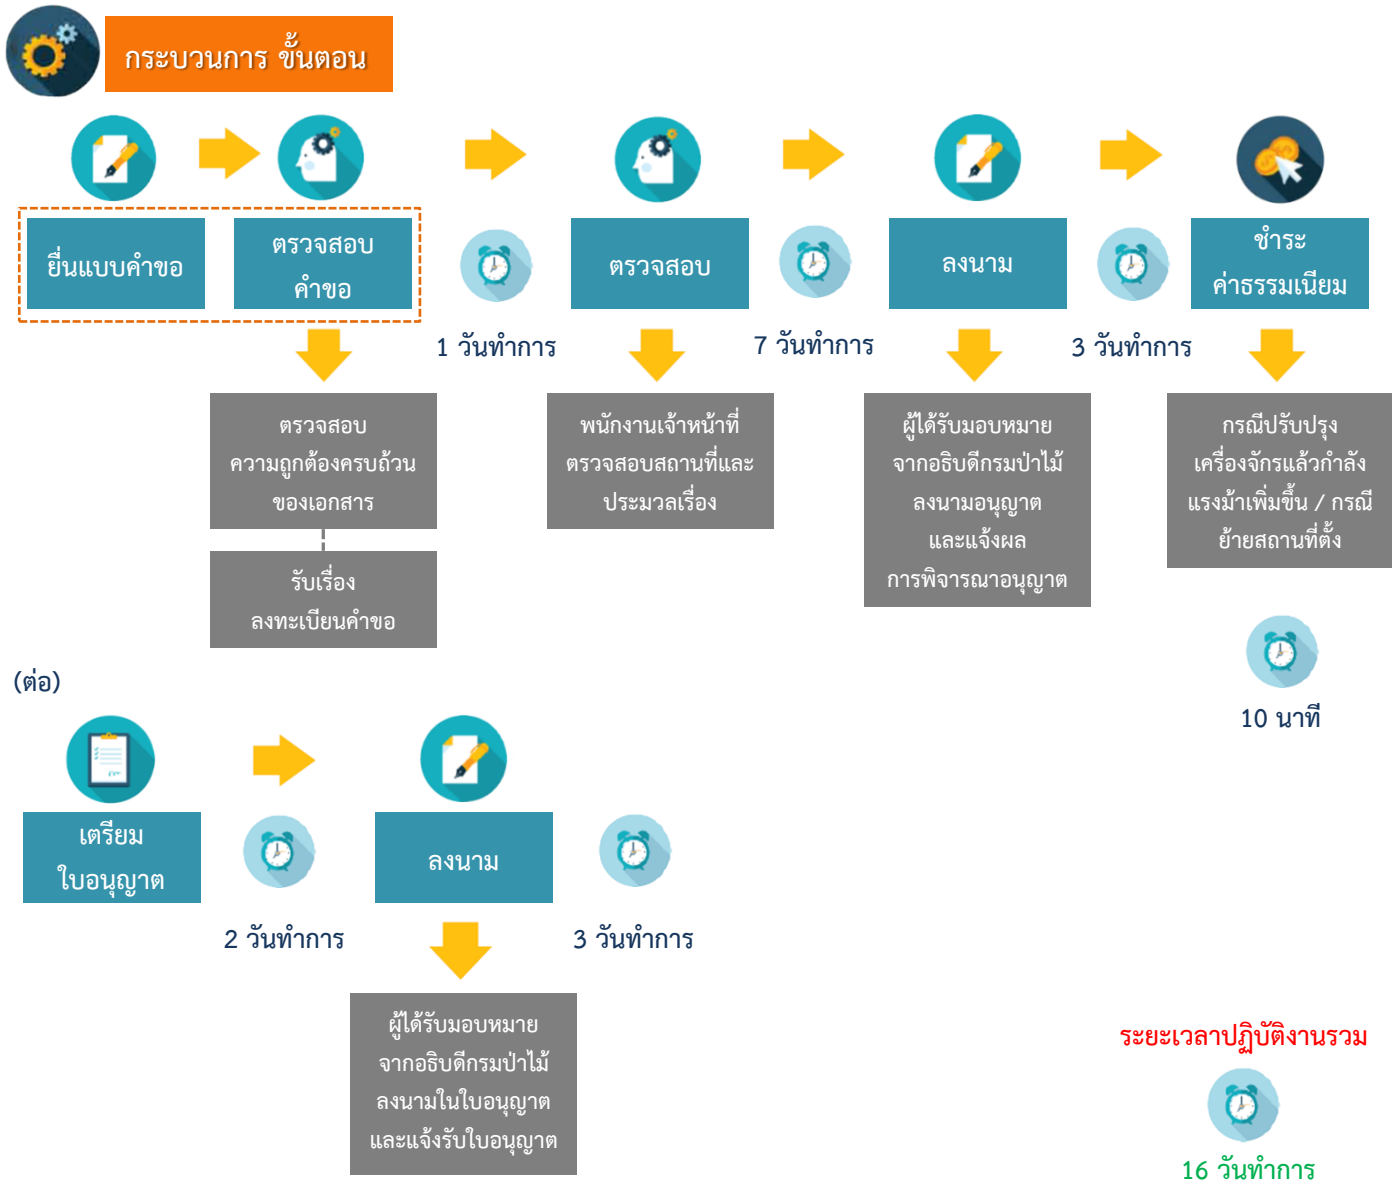 กระบวนการ ขั้นตอน
ยื่นแบบคำขอ
ตรวจสอบ
คำขอ
1 วันทำการ
ตรวจสอบ
7 วันทำการ
ลงนาม
3 วันทำการ
ชำระ
ค่าธรรมเนียม
ตรวจสอบ
ความถูกต้องครบถ้วน
ของเอกสาร
รับเรื่อง
ลงทะเบียนคำขอ
พนักงานเจ้าหน้าที่
ตรวจสอบสถานที่และ
ประมวลเรื่อง
ผู้ได้รับมอบหมาย
จากอธิบดีกรมป่าไม้
ลงนามอนุญาต
และแจ้งผล
การพิจารณาอนุญาต
กรณีปรับปรุง
เครื่องจักรแล้วกำลัง
แรงม้าเพิ่มขึ้น / กรณี
ย้ายสถานที่ตั้ง
10 นาที
(ต่อ)
เตรียม
ใบอนุญาต
2 วันทำการ
ลงนาม
3 วันทำการ
ผู้ได้รับมอบหมาย
จากอธิบดีกรมป่าไม้
ลงนามในใบอนุญาต
และแจ้งรับใบอนุญาต
ระยะเวลาปฏิบัติงานรวม
16 วันทำการ